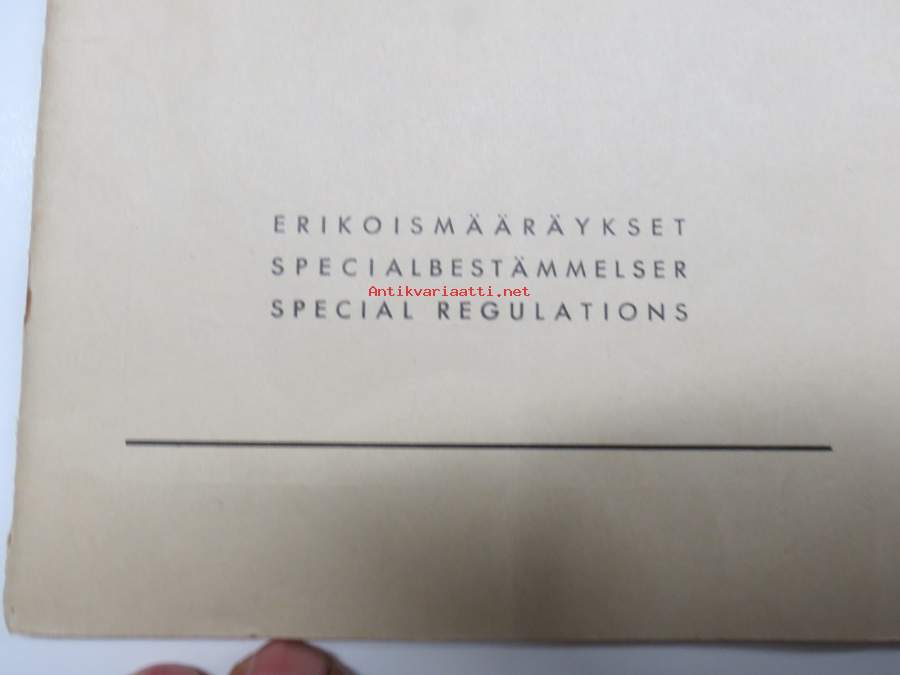 ERIKOISMÄÄRÄYKSET
SPECIALBESTÄMMELSER
Antikvariaatti.net
SPECIAL REGULATIONS